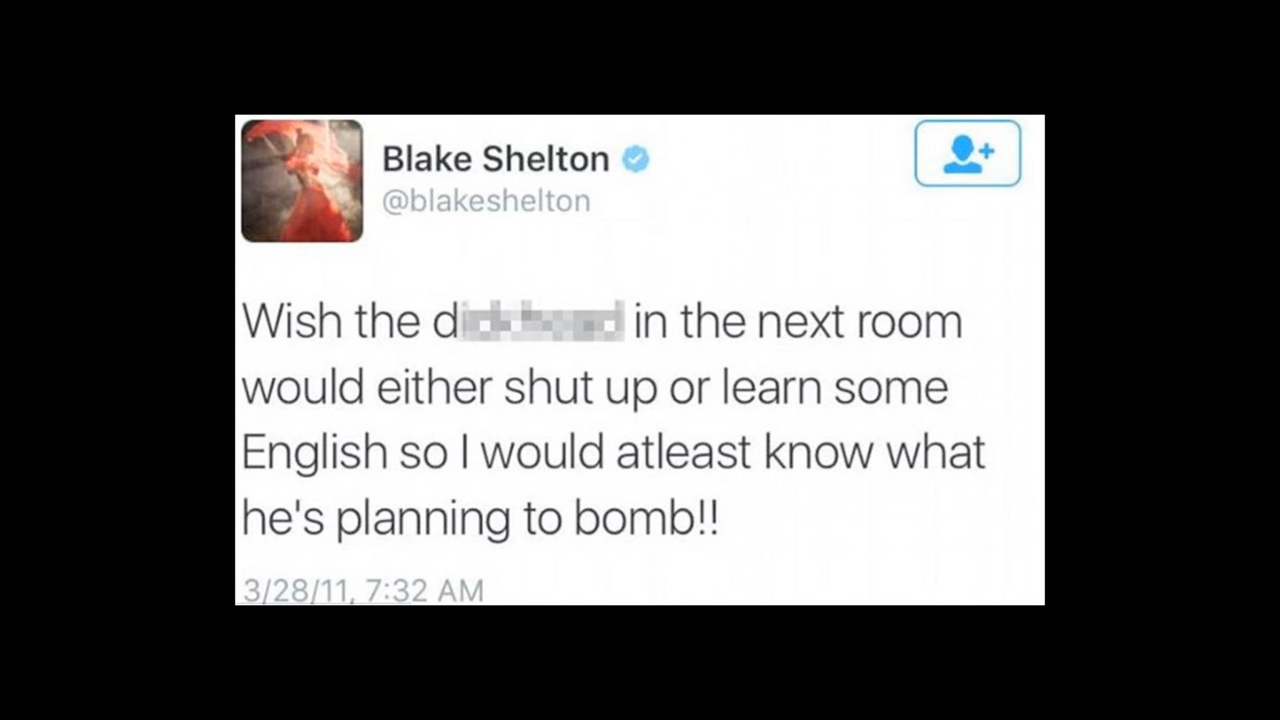 Blake Shelton
@blakeshelton
Wish the d in the next room
would either shut up or learn some
English so I would atleast know what
he's planning to bomb!!
3/28/11, 7:32 AM